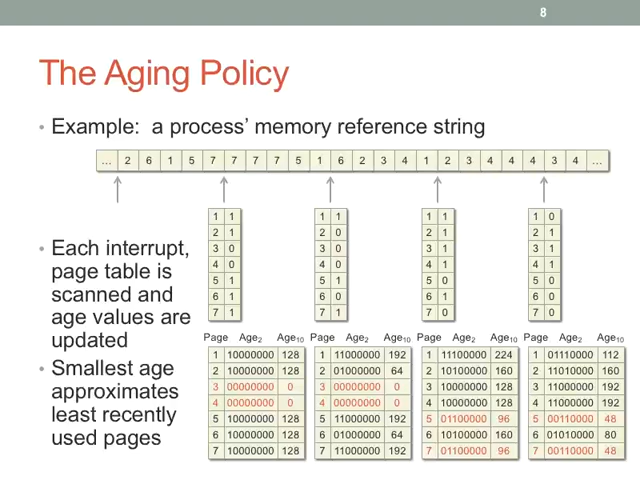 8
The Aging Policy
• Example: a process’ memory reference string
... 2 6 1 5 7 7 7 7 5 1 6 2 3 4 1 2 3 4 4 4 3 4 ...
• Each interrupt,
page table is
scanned and
age values are
updated
• Smallest age
approximates
least recently
used pages
1 1
2 1
3 0
4 0
5 1
6 1
7 1
1 1
2 0
3 0
4 0
5 1
6 0
7 1
1 1
2 1
3 1
4 1
5 0
6 1
7 0
1 0
2 1
3 1
4 1
5 0
6 0
7 0
Page Age₂ Age₁₀
1 10000000 128
2 10000000 128
3 00000000 0
4 00000000 0
5 10000000 128
6 10000000 128
7 10000000 128
Page Age₂ Age₁₀
1 11000000 192
2 01000000 64
3 00000000 0
4 00000000 0
5 11000000 192
6 01000000 64
7 11000000 192
Page Age₂ Age₁₀
1 11100000 224
2 10100000 160
3 10000000 128
4 10000000 128
5 01100000 96
6 10100000 160
7 01100000 96
Page Age₂ Age₁₀
1 01110000 112
2 11010000 160
3 11000000 192
4 11000000 192
5 00110000 48
6 01010000 80
7 00110000 48